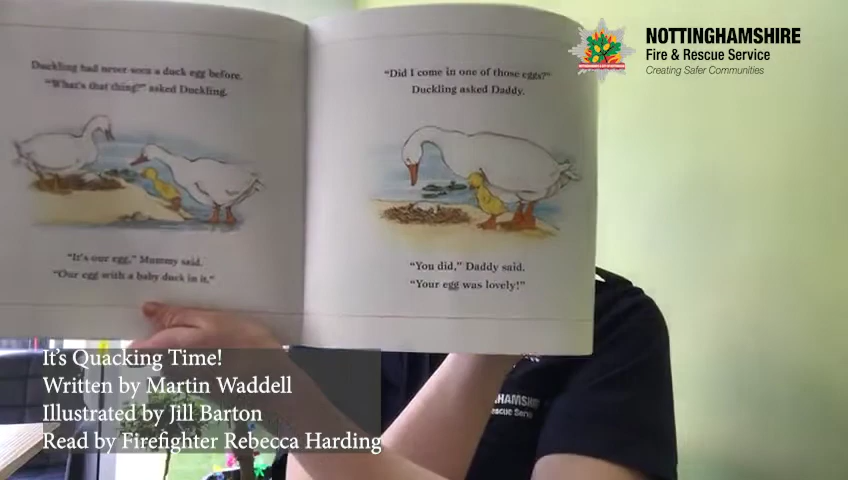 Duckling had never seen a duck egg before.
"What's that thing?" asked Duckling.
"It's our egg," Mummy said.
"Our egg with a baby duck in it."
"Did I come in one of those eggs?"
Duckling asked Daddy.
"You did," Daddy said.
"Your egg was lovely!"
NOTTINGHAMSHIRE
Fire & Rescue Service
Creating Safer Communities
It's Quacking Time!
Written by Martin Waddell
Illustrated by Jill Barton
Read by Firefighter Rebecca Harding